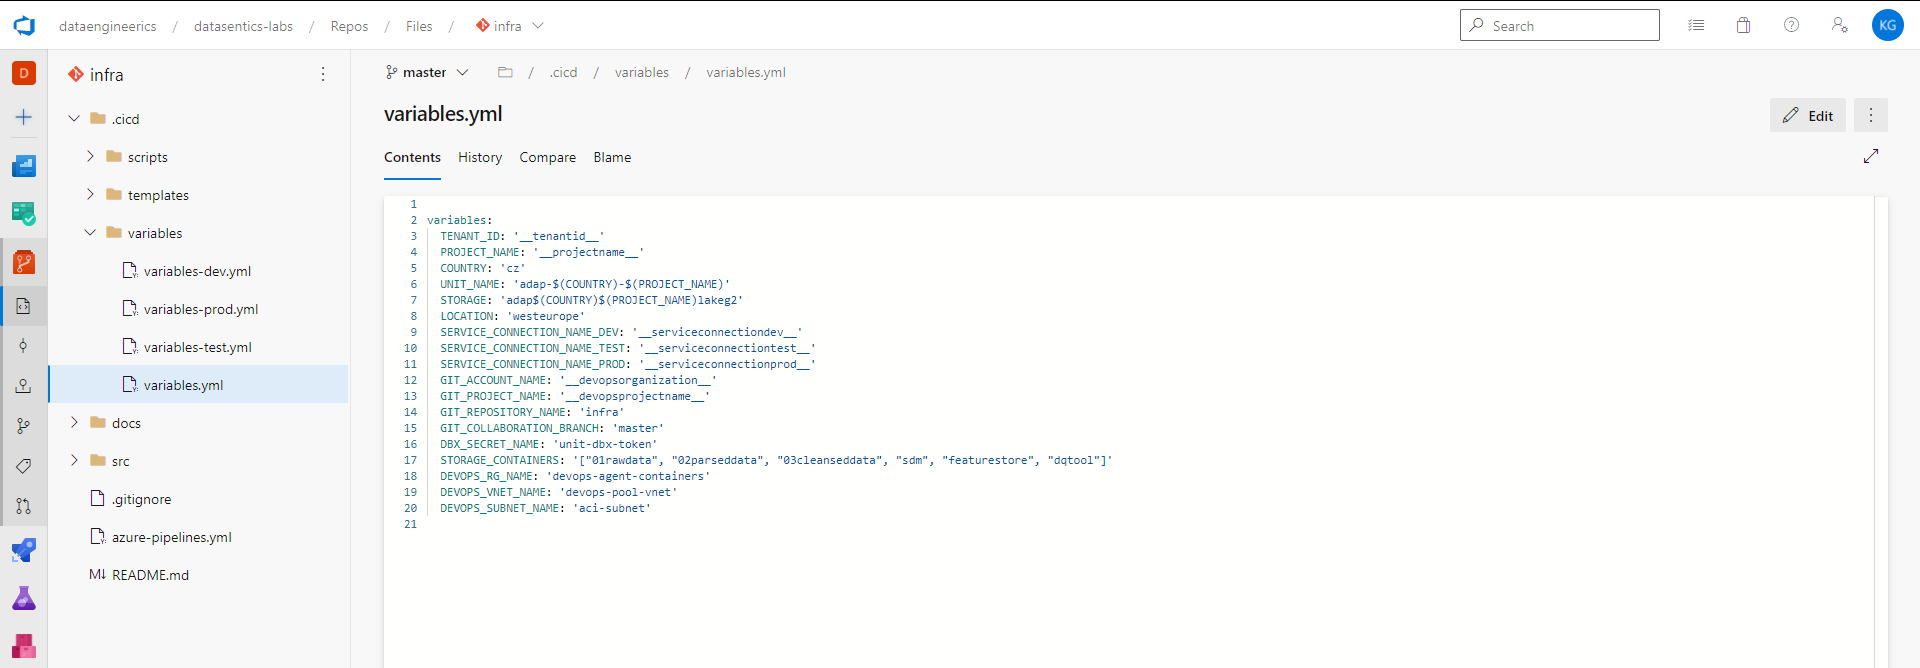 dataengineerics / datasentics-labs / Repos / Files / infra
Search
KG
D
infra
.cicd
scripts
templates
variables
variables-dev.yml
variables-prod.yml
variables-test.yml
variables.yml
docs
src
.gitignore
azure-pipelines.yml
README.md
master / .cicd / variables / variables.yml
variables.yml
Edit
Contents History Compare Blame
1
2 variables:
3 TENANT_ID: '__tenantid__'
4 PROJECT_NAME: '__projectname__'
5 COUNTRY: 'cz'
6 UNIT_NAME: 'adap-$(COUNTRY)-$(PROJECT_NAME)'
7 STORAGE: 'adap$(COUNTRY)$(PROJECT_NAME)lakeg2'
8 LOCATION: 'westeurope'
9 SERVICE_CONNECTION_NAME_DEV: '__serviceconnectiondev__'
10 SERVICE_CONNECTION_NAME_TEST: '__serviceconnectiontest__'
11 SERVICE_CONNECTION_NAME_PROD: '__serviceconnectionprod__'
12 GIT_ACCOUNT_NAME: '__devopsorganization__'
13 GIT_PROJECT_NAME: '__devopsprojectname__'
14 GIT_REPOSITORY_NAME: 'infra'
15 GIT_COLLABORATION_BRANCH: 'master'
16 DBX_SECRET_NAME: 'unit-dbx-token'
17 STORAGE_CONTAINERS: '["01rawdata", "02parseddata", "03cleanseddata", "sdm", "featurestore", "dqtool"]'
18 DEVOPS_RG_NAME: 'devops-agent-containers'
19 DEVOPS_VNET_NAME: 'devops-pool-vnet'
20 DEVOPS_SUBNET_NAME: 'aci-subnet'
21